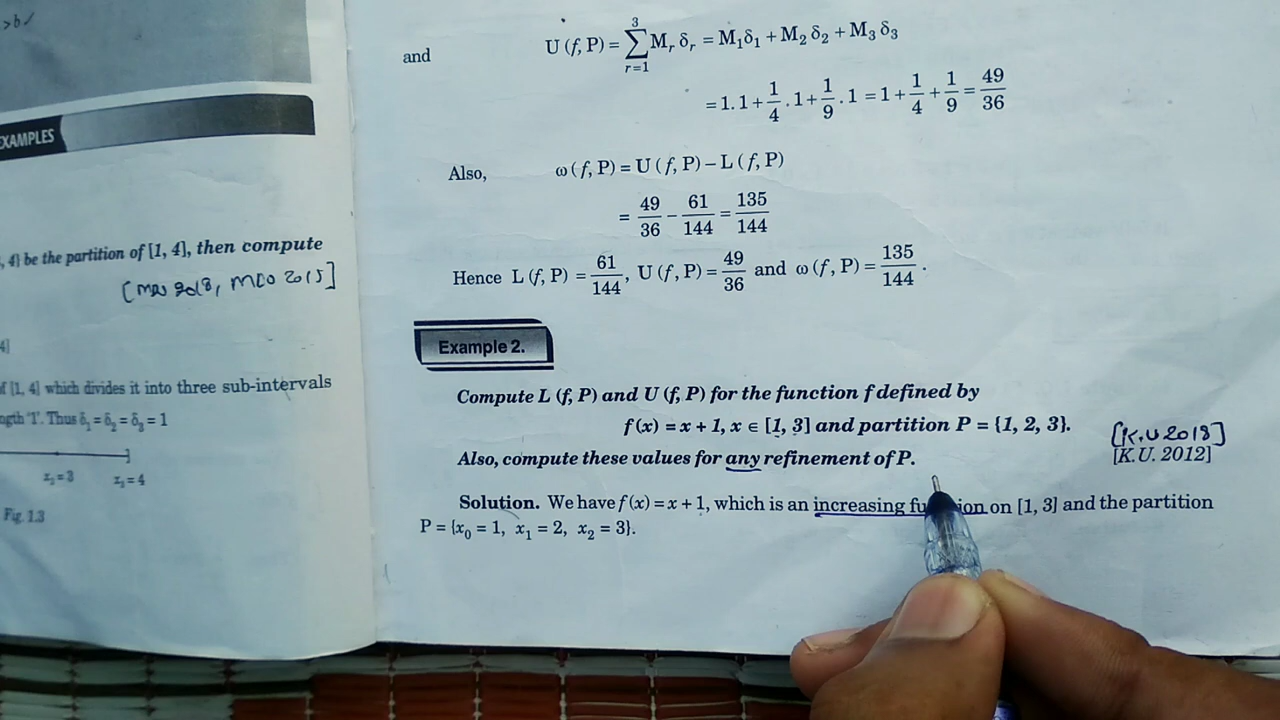 >b✓
EXAMPLES
, 4} be the partition of [1, 4], then compute
[ 2018, 2015]
4]
of [1, 4] which divides it into three sub-intervals
ngth '1'. Thus δ₁ = δ₂ = δ₃ = 1
x₂ = 3 x₃ = 4
Fig. 1.3
and U (f, P) = ∑³ᵣ₌₁ Mᵣ δᵣ = M₁δ₁ + M₂ δ₂ + M₃ δ₃
= 1. 1 + 1/4 . 1 + 1/9 . 1 = 1 + 1/4 + 1/9 = 49/36
Also, ω (f, P) = U (f, P) – L (f, P)
= 49/36 – 61/144 = 135/144
Hence L (f, P) = 61/144, U (f, P) = 49/36 and ω (f, P) = 135/144 .
Example 2.
Compute L (f, P) and U (f, P) for the function f defined by
f (x) = x + 1, x ∈ [1, 3] and partition P = {1, 2, 3}.
[K.U 2018]
Also, compute these values for any refinement of P. [K.U. 2012]
Solution. We have f (x) = x + 1, which is an increasing on [1, 3] and the partition
P = {x₀ = 1, x₁ = 2, x₂ = 3}.